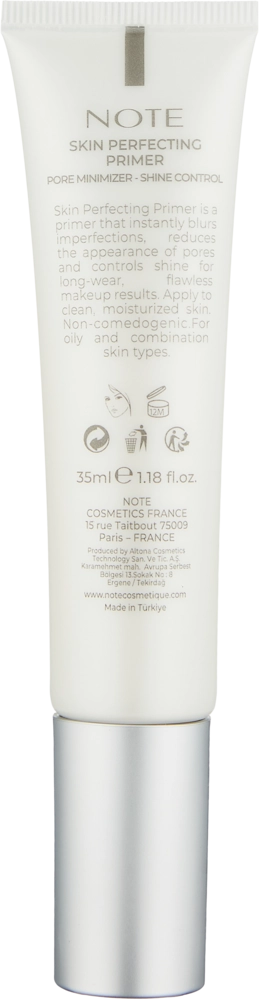 NOTE
SKIN PERFECTING
PRIMER
PORE MINIMIZER - SHINE CONTROL
Skin Perfecting Primer is a
primer that instantly blurs
imperfections, reduces
the appearance of pores
and controls shine for
long-wear, flawless
makeup results. Apply to
clean, moisturized skin.
Non-comedogenic.For
oily and combination
skin types.
12M
35ml e 1.18 fl.oz.
NOTE
COSMETICS FRANCE
15 rue Taitbout 75009
Paris – FRANCE
Produced by Altona Cosmetics
Technology San. Ve Tic. A.Ş.
Karamehmet mah. Avrupa Serbest
Bölgesi 13.Sokak No : 8
Ergene / Tekirdağ
www.notecosmetique.com
Made in Türkiye